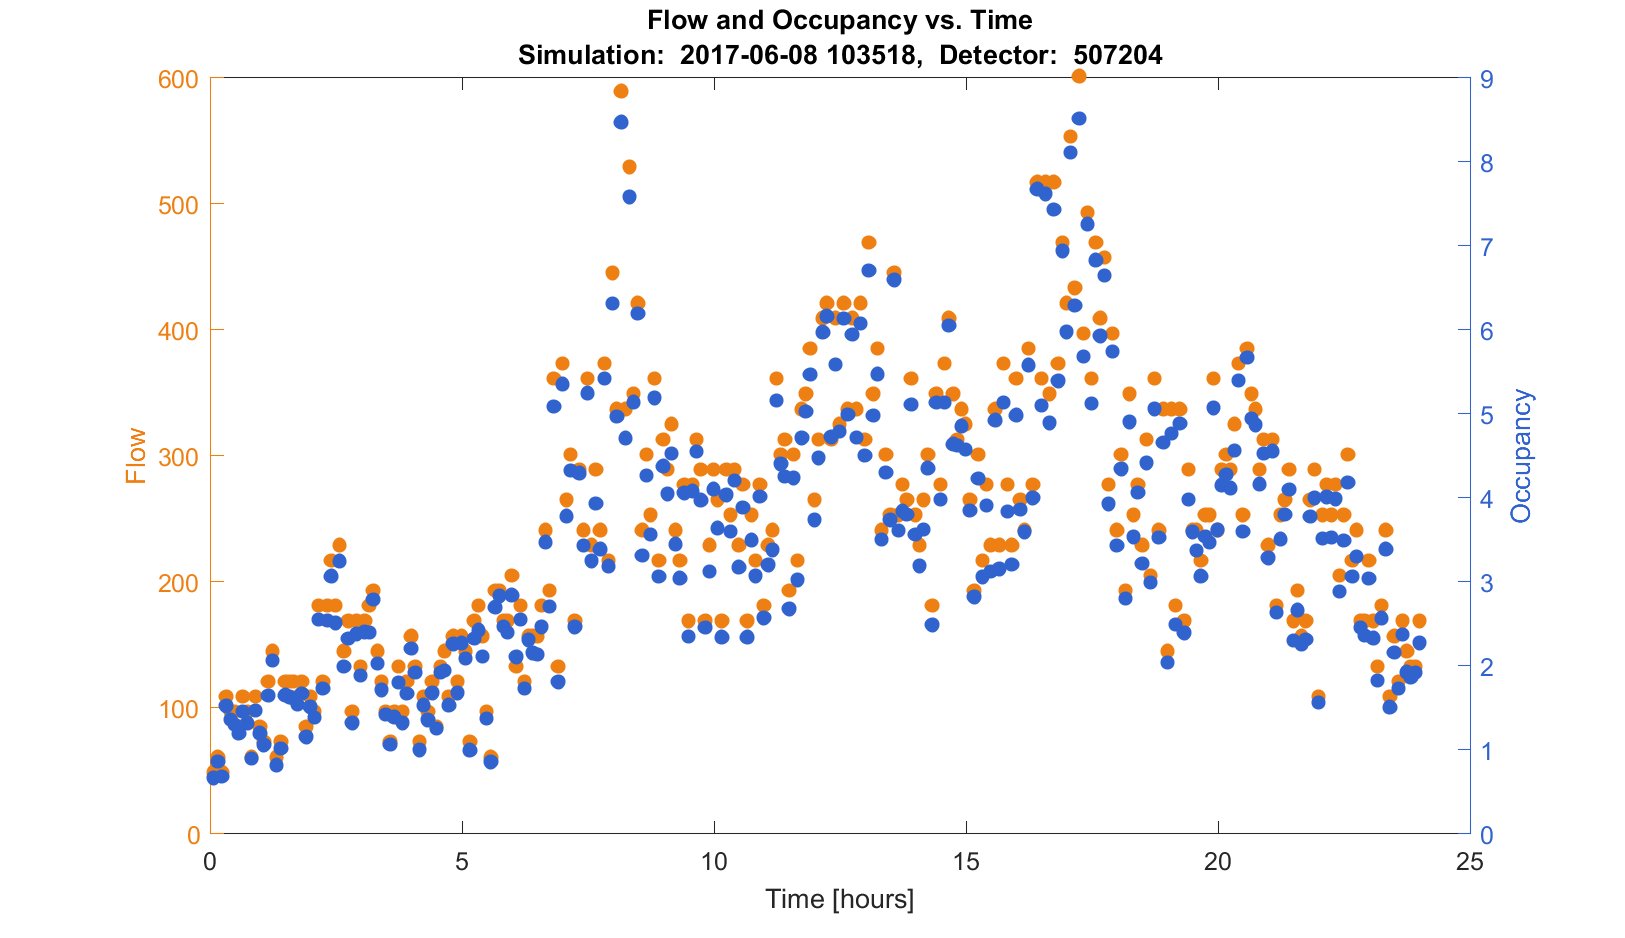 Flow and Occupancy vs. Time
Simulation:  2017-06-08 103518,  Detector:  507204
600
500
400
300
200
100
0
Flow
9
8
7
6
5
4
3
2
1
0
Occupancy
0 5 10 15 20 25
Time [hours]